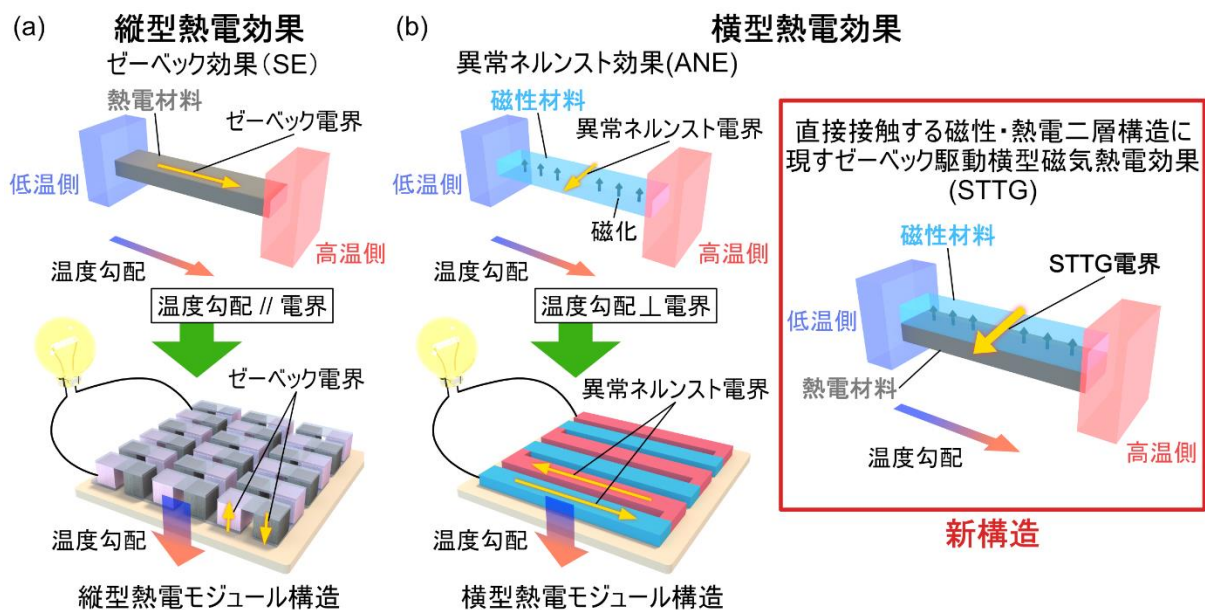 (a)
縦型熱電効果
ゼーベック効果(SE)
熱電材料
ゼーベック電界
低温側
高温側
温度勾配
温度勾配 // 電界
ゼーベック電界
温度勾配
縦型熱電モジュール構造
(b)
横型熱電効果
異常ネルンスト効果(ANE)
磁性材料
異常ネルンスト電界
低温側
磁化
高温側
温度勾配
温度勾配⊥電界
異常ネルンスト電界
温度勾配
横型熱電モジュール構造
直接接触する磁性・熱電二層構造に
現すゼーベック駆動横型磁気熱電効果
(STTG)
磁性材料
STTG電界
低温側
熱電材料
温度勾配
高温側
新構造